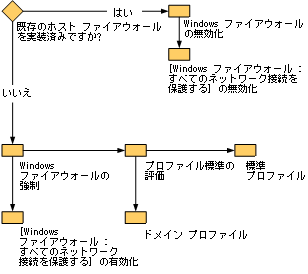 はい
既存のホスト ファイアウォール
を実装済みですか?
Windows ファイアウォール
の無効化
[Windows ファイアウォール :
すべてのネットワーク接続を
保護する] の無効化
いいえ
Windows
ファイアウォールの
強制
プロファイル標準の
評価
標準
プロファイル
[Windows
ファイアウォール :
すべてのネットワーク
接続を保護する] の有効化
ドメイン プロファイル